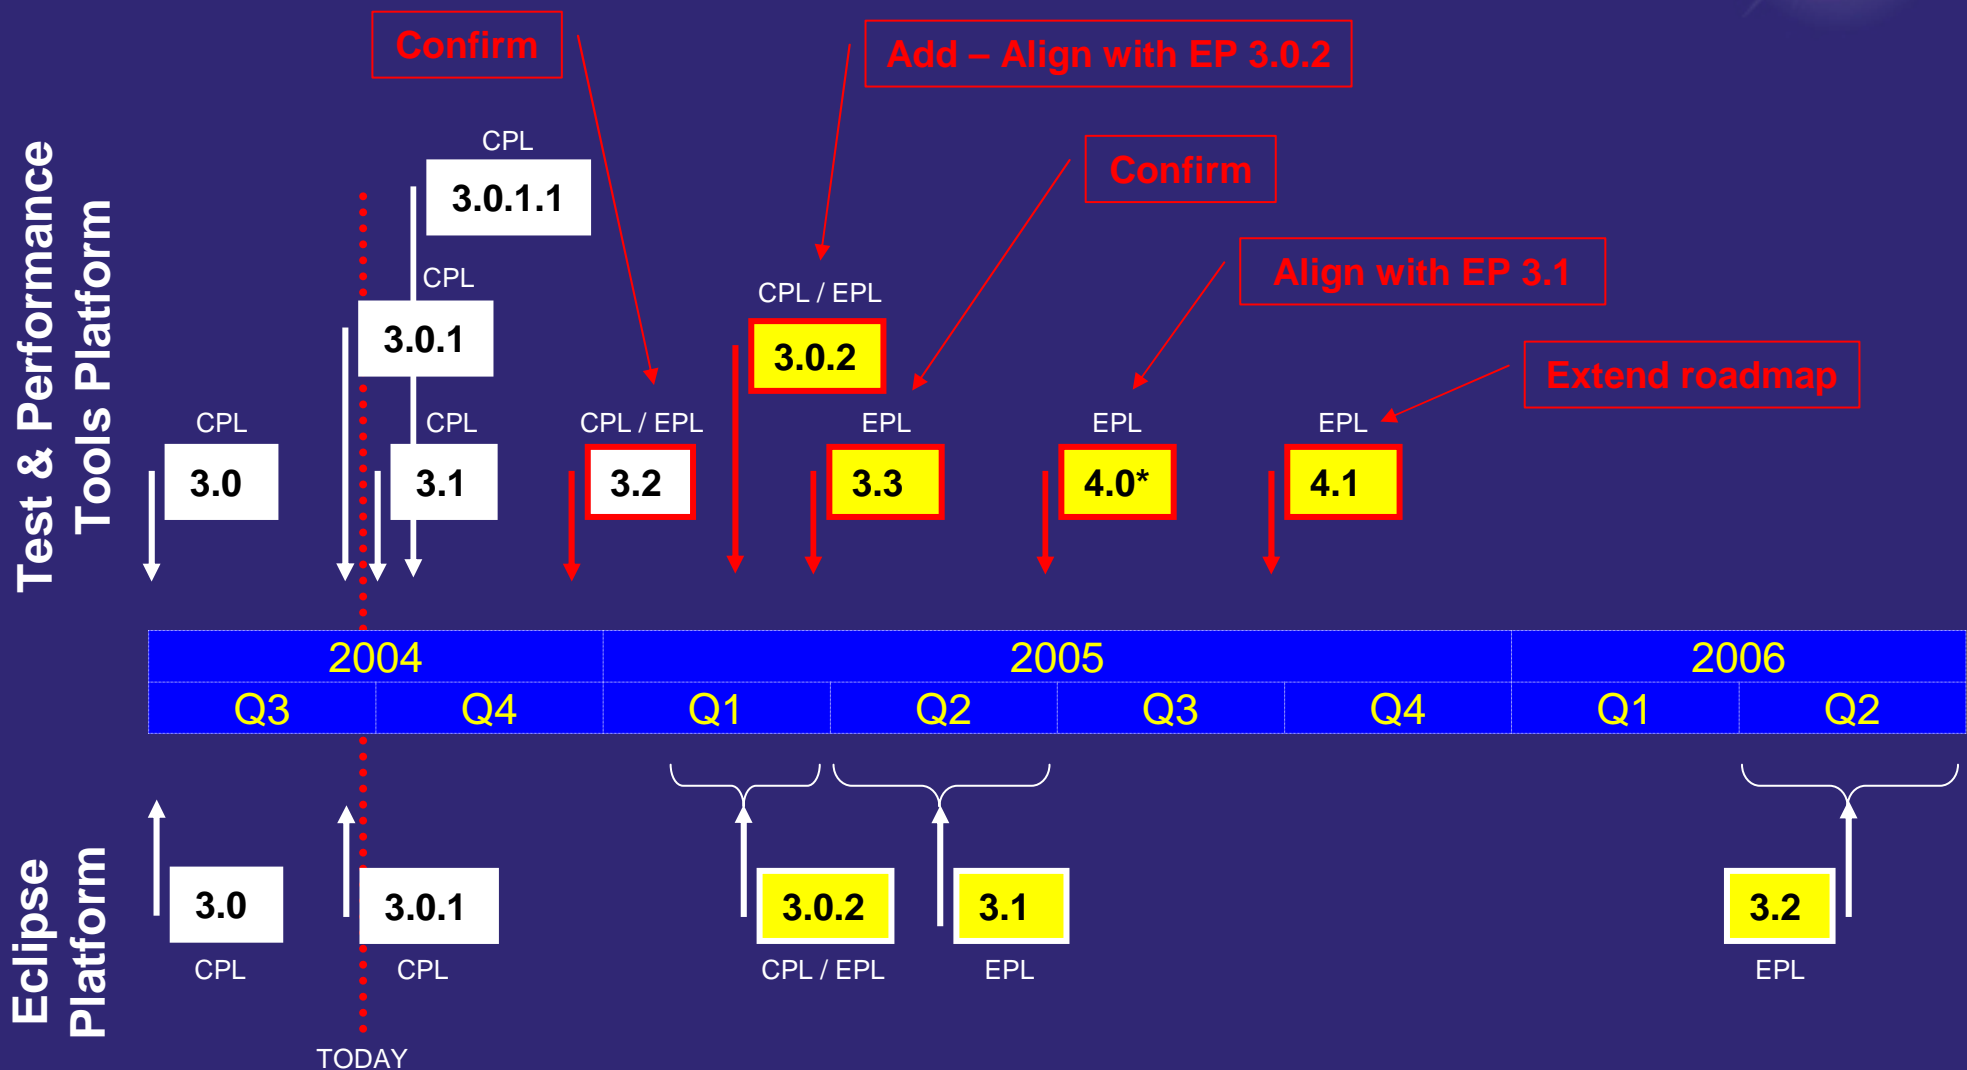 Confirm
Add – Align with EP 3.0.2
CPL
3.0.1.1
Confirm
CPL
3.0.1
CPL / EPL
3.0.2
Align with EP 3.1
Extend roadmap
Test & Performance
Tools Platform
CPL
3.0
CPL
3.1
CPL / EPL
3.2
EPL
3.3
EPL
4.0*
EPL
4.1
2004
2005
2006
Q3
Q4
Q1
Q2
Q3
Q4
Q1
Q2
Eclipse
Platform
3.0
CPL
3.0.1
CPL
3.0.2
CPL / EPL
3.1
EPL
3.2
EPL
TODAY